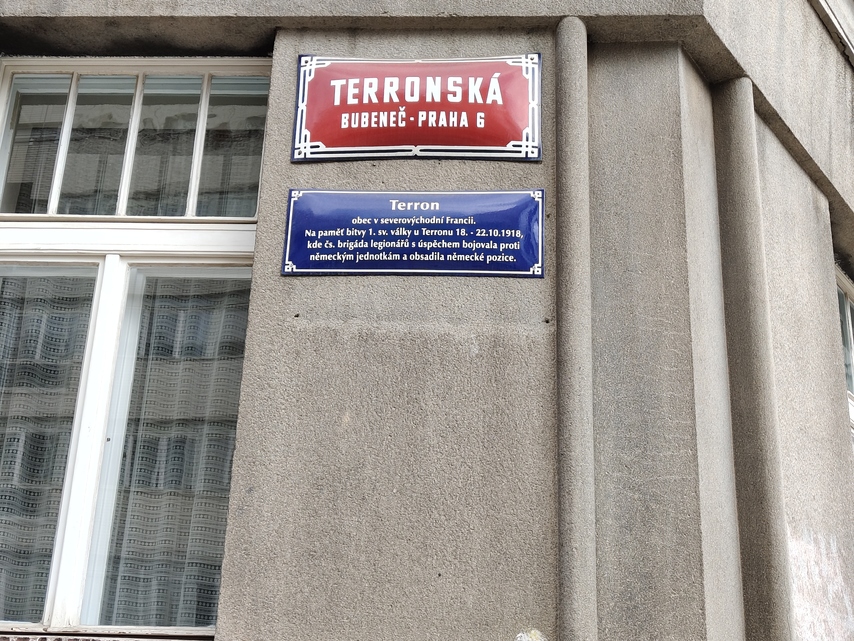 TERRONSKÁ
BUBENEČ - PRAHA 6
Terron
obec v severovýchodní Francii.
Na paměť bitvy 1. sv. války u Terronu 18. - 22.10.1918,
kde čs. brigáda legionářů s úspěchem bojovala proti
německým jednotkám a obsadila německé pozice.